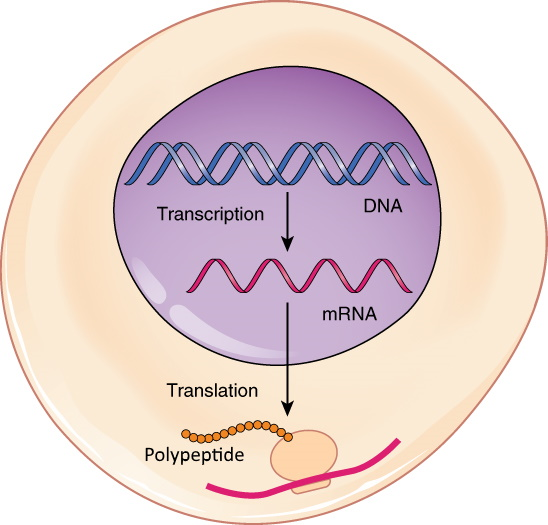 DNA
Transcription
mRNA
Translation
Polypeptide